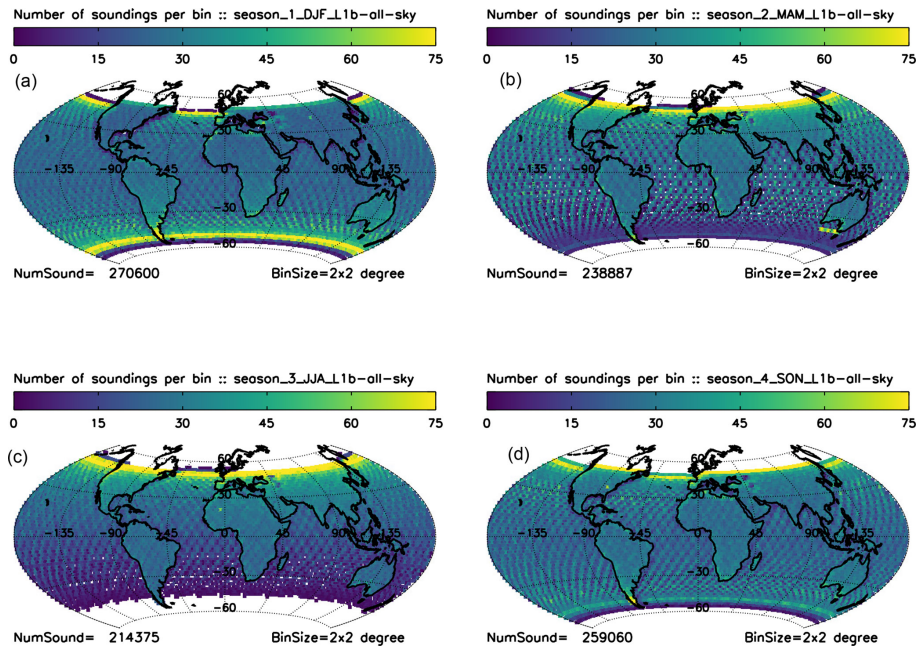 Number of soundings per bin :: season_1_DJF_L1b-all-sky
0 15 30 45 60 75
(a)
60
30
-135 -90 -45 0 45 90 135
-30
-60
NumSound= 270600 BinSize=2x2 degree
Number of soundings per bin :: season_2_MAM_L1b-all-sky
0 15 30 45 60 75
(b)
60
30
-135 -90 -45 0 45 90 135
-30
-60
NumSound= 238887 BinSize=2x2 degree
Number of soundings per bin :: season_3_JJA_L1b-all-sky
0 15 30 45 60 75
(c)
60
30
-135 -90 -45 0 45 90 135
-30
-60
NumSound= 214375 BinSize=2x2 degree
Number of soundings per bin :: season_4_SON_L1b-all-sky
0 15 30 45 60 75
(d)
60
30
-135 -90 -45 0 45 90 135
-30
-60
NumSound= 259060 BinSize=2x2 degree